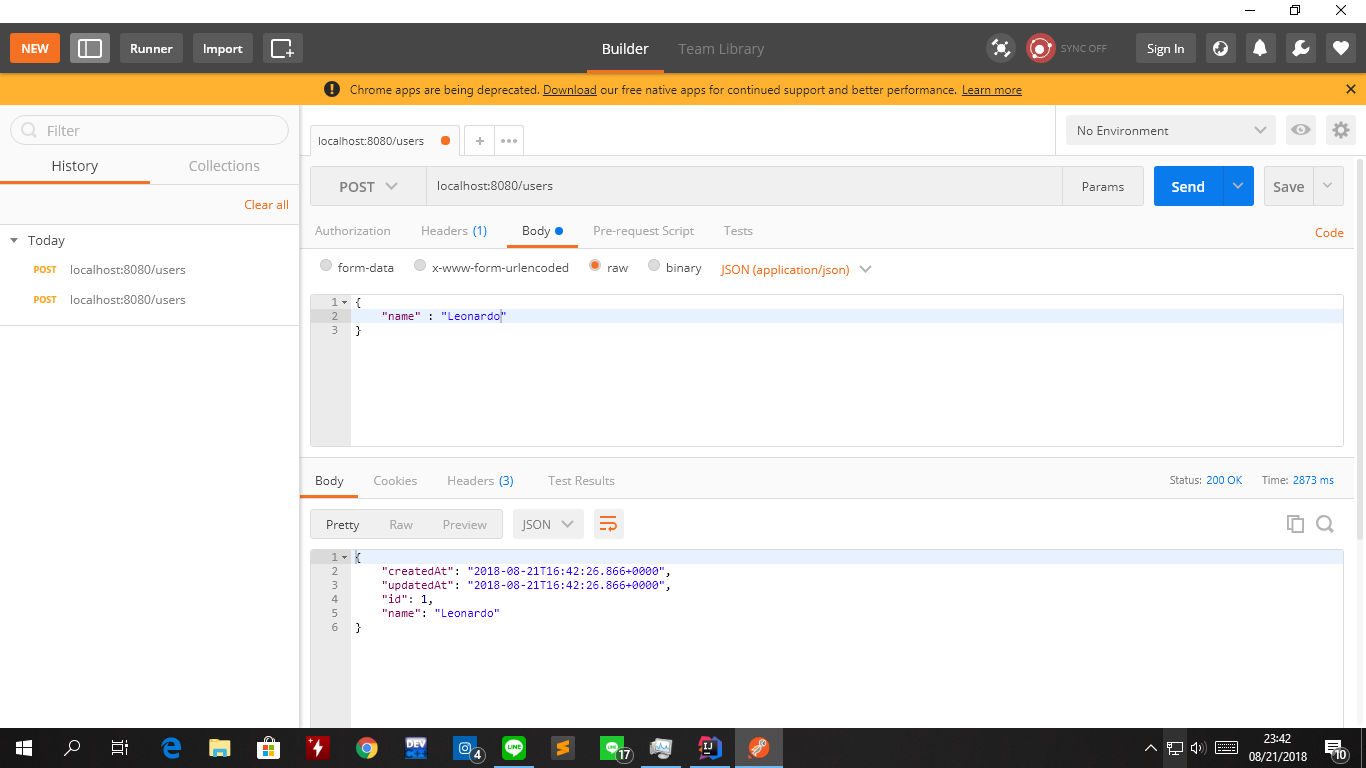 NEW
Runner
Import
Builder
Team Library
SYNC OFF
Sign In
Chrome apps are being deprecated. Download our free native apps for continued support and better performance. Learn more
Filter
History
Collections
Clear all
Today
POST localhost:8080/users
POST localhost:8080/users
localhost:8080/users
No Environment
POST
localhost:8080/users
Params
Send
Save
Authorization
Headers (1)
Body
Pre-request Script
Tests
Code
form-data
x-www-form-urlencoded
raw
binary
JSON (application/json)
1 {
2 "name" : "Leonardo"
3 }
Body
Cookies
Headers (3)
Test Results
Status: 200 OK
Time: 2873 ms
Pretty
Raw
Preview
JSON
1 {
2 "createdAt": "2018-08-21T16:42:26.866+0000",
3 "updatedAt": "2018-08-21T16:42:26.866+0000",
4 "id": 1,
5 "name": "Leonardo"
6 }
DEV
4
LINE
LINE
17
IJ
23:42
08/21/2018
10